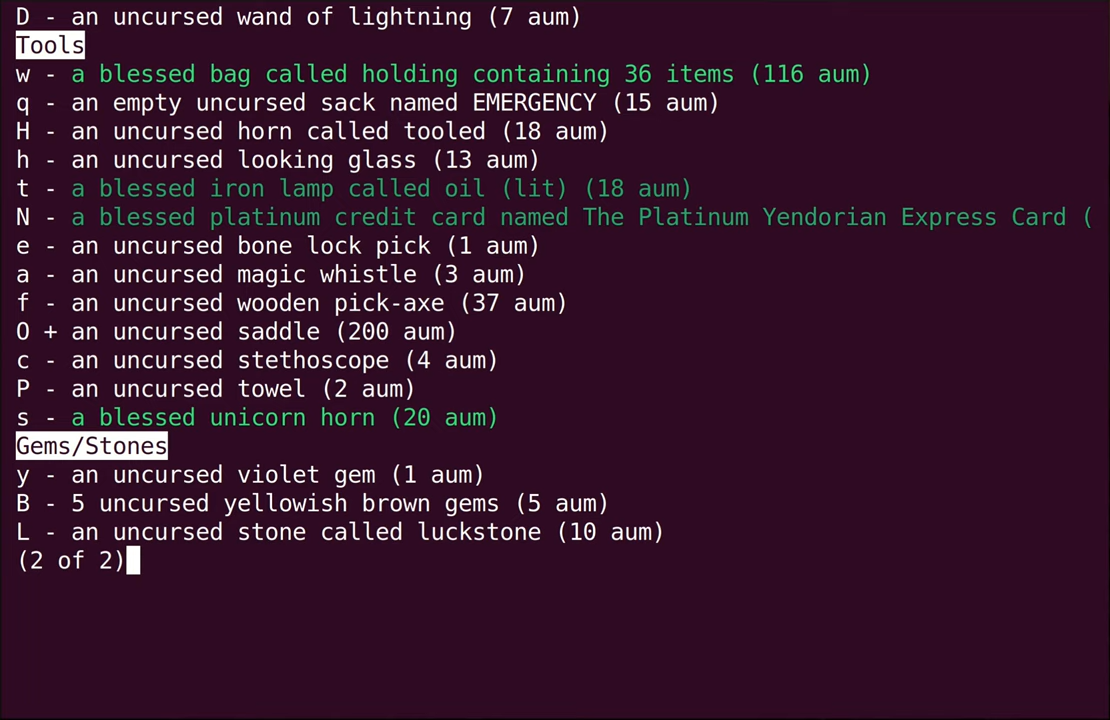 D - an uncursed wand of lightning (7 aum)
Tools
w - a blessed bag called holding containing 36 items (116 aum)
q - an empty uncursed sack named EMERGENCY (15 aum)
H - an uncursed horn called tooled (18 aum)
h - an uncursed looking glass (13 aum)
t - a blessed iron lamp called oil (lit) (18 aum)
N - a blessed platinum credit card named The Platinum Yendorian Express Card (
e - an uncursed bone lock pick (1 aum)
a - an uncursed magic whistle (3 aum)
f - an uncursed wooden pick-axe (37 aum)
O + an uncursed saddle (200 aum)
c - an uncursed stethoscope (4 aum)
P - an uncursed towel (2 aum)
s - a blessed unicorn horn (20 aum)
Gems/Stones
y - an uncursed violet gem (1 aum)
B - 5 uncursed yellowish brown gems (5 aum)
L - an uncursed stone called luckstone (10 aum)
(2 of 2)